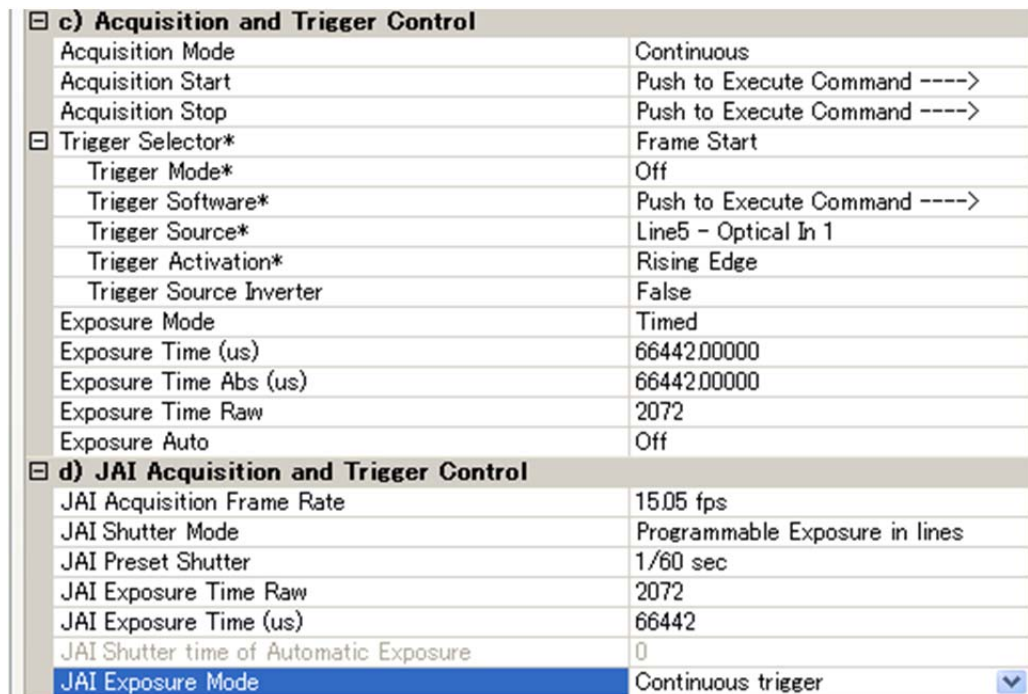 c) Acquisition and Trigger Control
Acquisition Mode Continuous
Acquisition Start Push to Execute Command ---->
Acquisition Stop Push to Execute Command ---->
Trigger Selector* Frame Start
Trigger Mode* Off
Trigger Software* Push to Execute Command ---->
Trigger Source* Line5 - Optical In 1
Trigger Activation* Rising Edge
Trigger Source Inverter False
Exposure Mode Timed
Exposure Time (us) 66442.00000
Exposure Time Abs (us) 66442.00000
Exposure Time Raw 2072
Exposure Auto Off
d) JAI Acquisition and Trigger Control
JAI Acquisition Frame Rate 15.05 fps
JAI Shutter Mode Programmable Exposure in lines
JAI Preset Shutter 1/60 sec
JAI Exposure Time Raw 2072
JAI Exposure Time (us) 66442
JAI Shutter time of Automatic Exposure 0
JAI Exposure Mode Continuous trigger